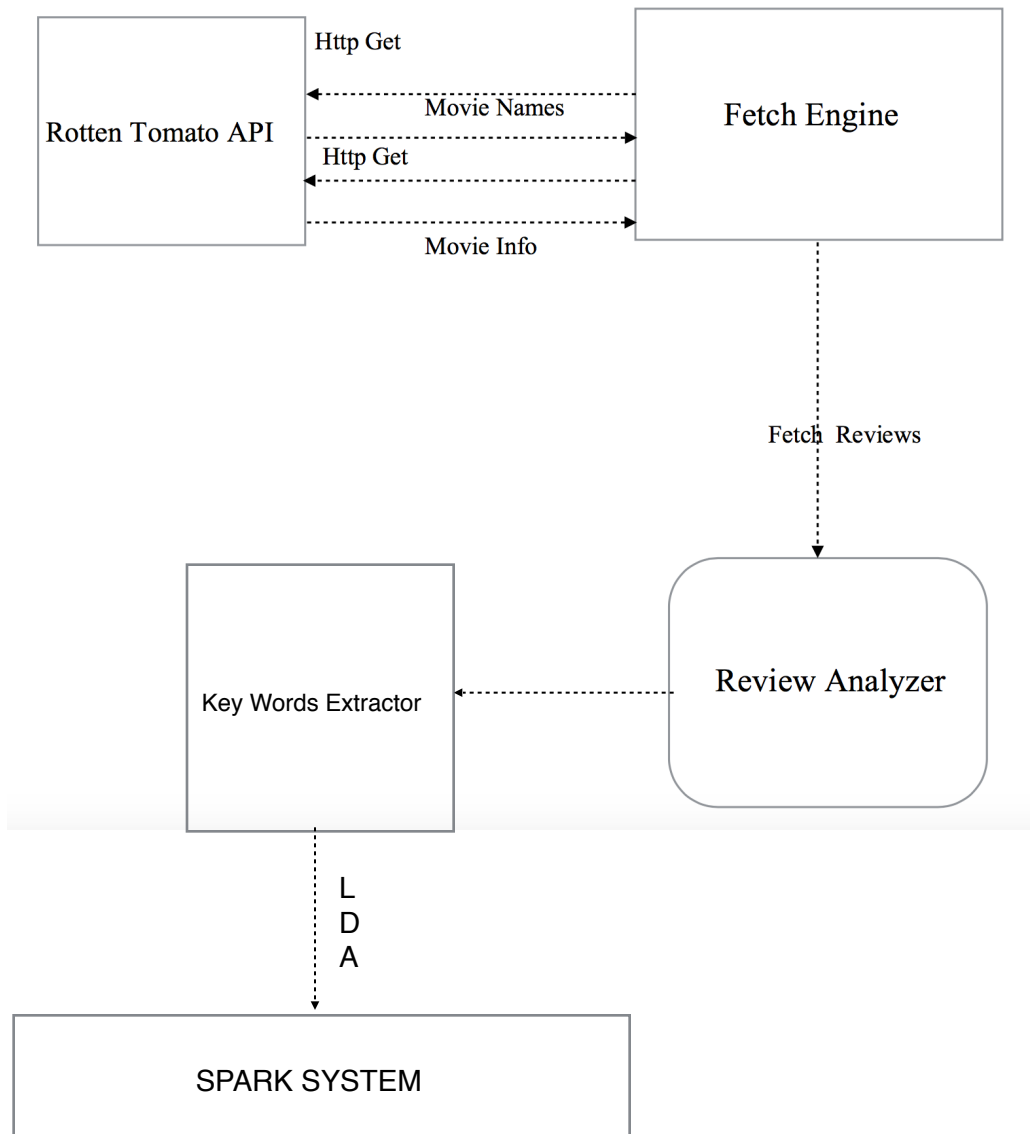 Http Get
Movie Names
Rotten Tomato API
Fetch Engine
Http Get
Movie Info
Fetch Reviews
Key Words Extractor
Review Analyzer
L
D
A
SPARK SYSTEM